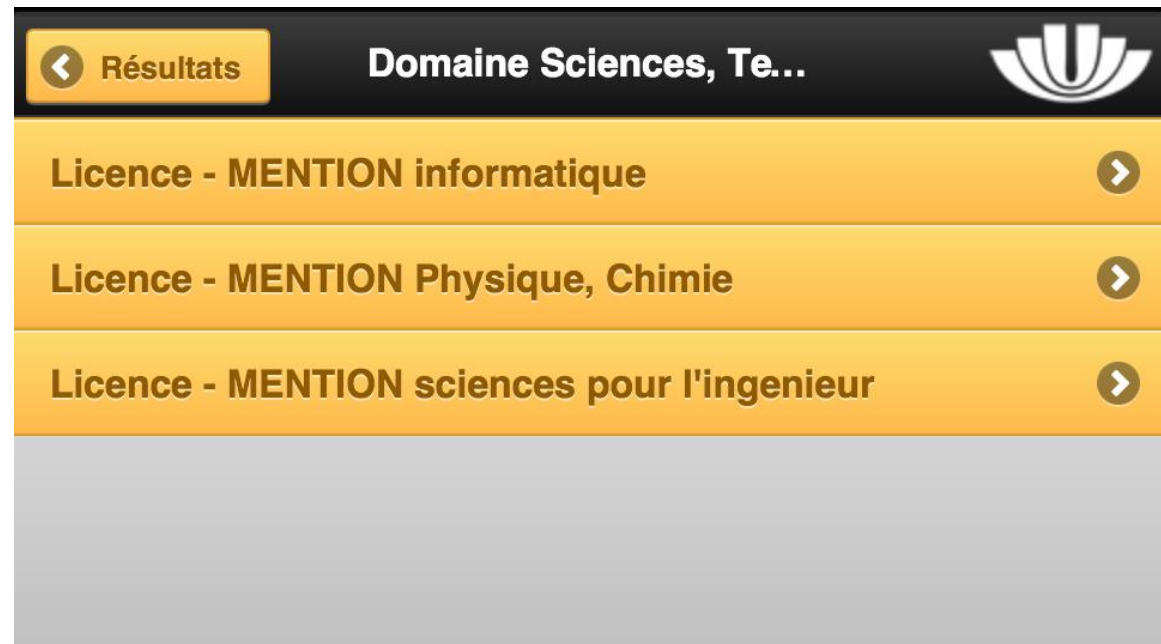 Résultats
Domaine Sciences, Te...
Licence - MENTION informatique
Licence - MENTION Physique, Chimie
Licence - MENTION sciences pour l'ingenieur